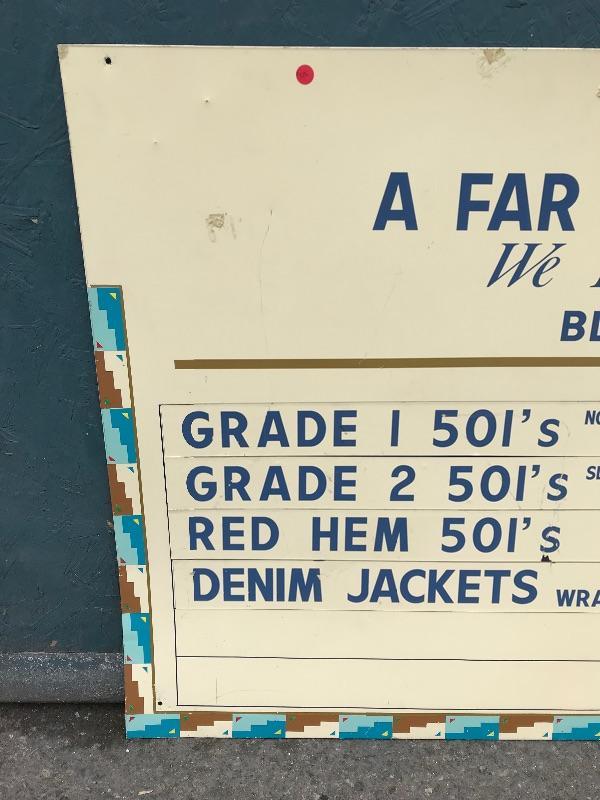 A FAR
We
GRADE 1 501's
GRADE 2 501's
RED HEM 501's
DENIM JACKETS